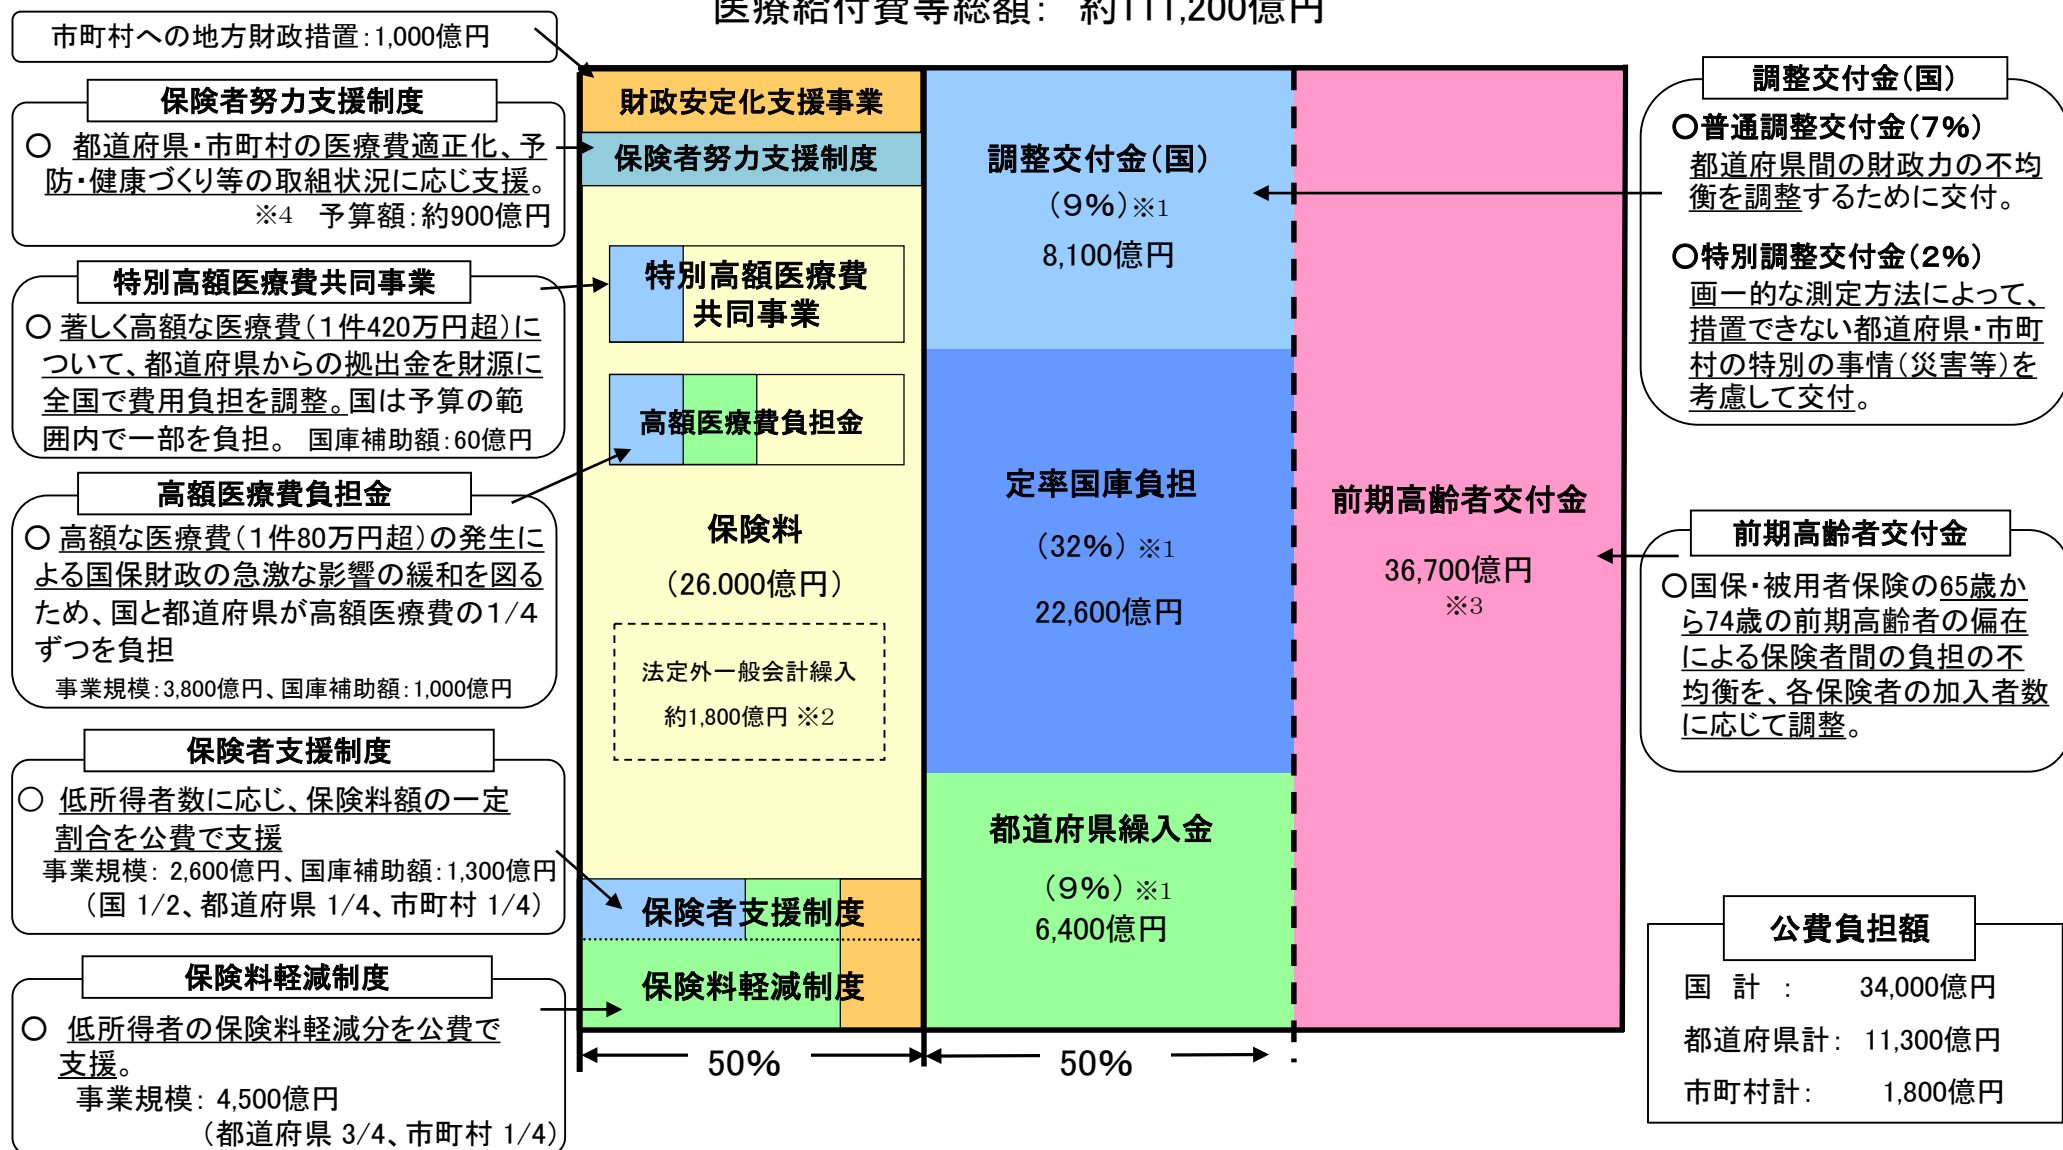 医療給付費等総額: 約111,200億円
市町村への地方財政措置:1,000億円
保険者努力支援制度
○ 都道府県・市町村の医療費適正化、予
防・健康づくり等の取組状況に応じ支援。
※4 予算額:約900億円
特別高額医療費共同事業
○ 著しく高額な医療費(1件420万円超)に
ついて、都道府県からの拠出金を財源に
全国で費用負担を調整。国は予算の範
囲内で一部を負担。 国庫補助額:60億円
高額医療費負担金
○ 高額な医療費(1件80万円超)の発生に
よる国保財政の急激な影響の緩和を図る
ため、国と都道府県が高額医療費の1/4
ずつを負担
事業規模:3,800億円、国庫補助額:1,000億円
保険者支援制度
○ 低所得者数に応じ、保険料額の一定
割合を公費で支援
事業規模: 2,600億円、国庫補助額:1,300億円
(国 1/2、都道府県 1/4、市町村 1/4)
保険料軽減制度
○ 低所得者の保険料軽減分を公費で
支援。
事業規模: 4,500億円
(都道府県 3/4、市町村 1/4)
財政安定化支援事業
保険者努力支援制度
特別高額医療費
共同事業
高額医療費負担金
保険料
(26.000億円)
法定外一般会計繰入
約1,800億円 ※2
保険者支援制度
保険料軽減制度
50%
調整交付金(国)
(9%)※1
8,100億円
定率国庫負担
(32%) ※1
22,600億円
都道府県繰入金
(9%) ※1
6,400億円
50%
前期高齢者交付金
36,700億円
※3
調整交付金(国)
○普通調整交付金(7%)
都道府県間の財政力の不均
衡を調整するために交付。
○特別調整交付金(2%)
画一的な測定方法によって、
措置できない都道府県・市町
村の特別の事情(災害等)を
考慮して交付。
前期高齢者交付金
○国保・被用者保険の65歳か
ら74歳の前期高齢者の偏在
による保険者間の負担の不
均衡を、各保険者の加入者数
に応じて調整。
公費負担額
国 計 : 34,000億円
都道府県計: 11,300億円
市町村計: 1,800億円